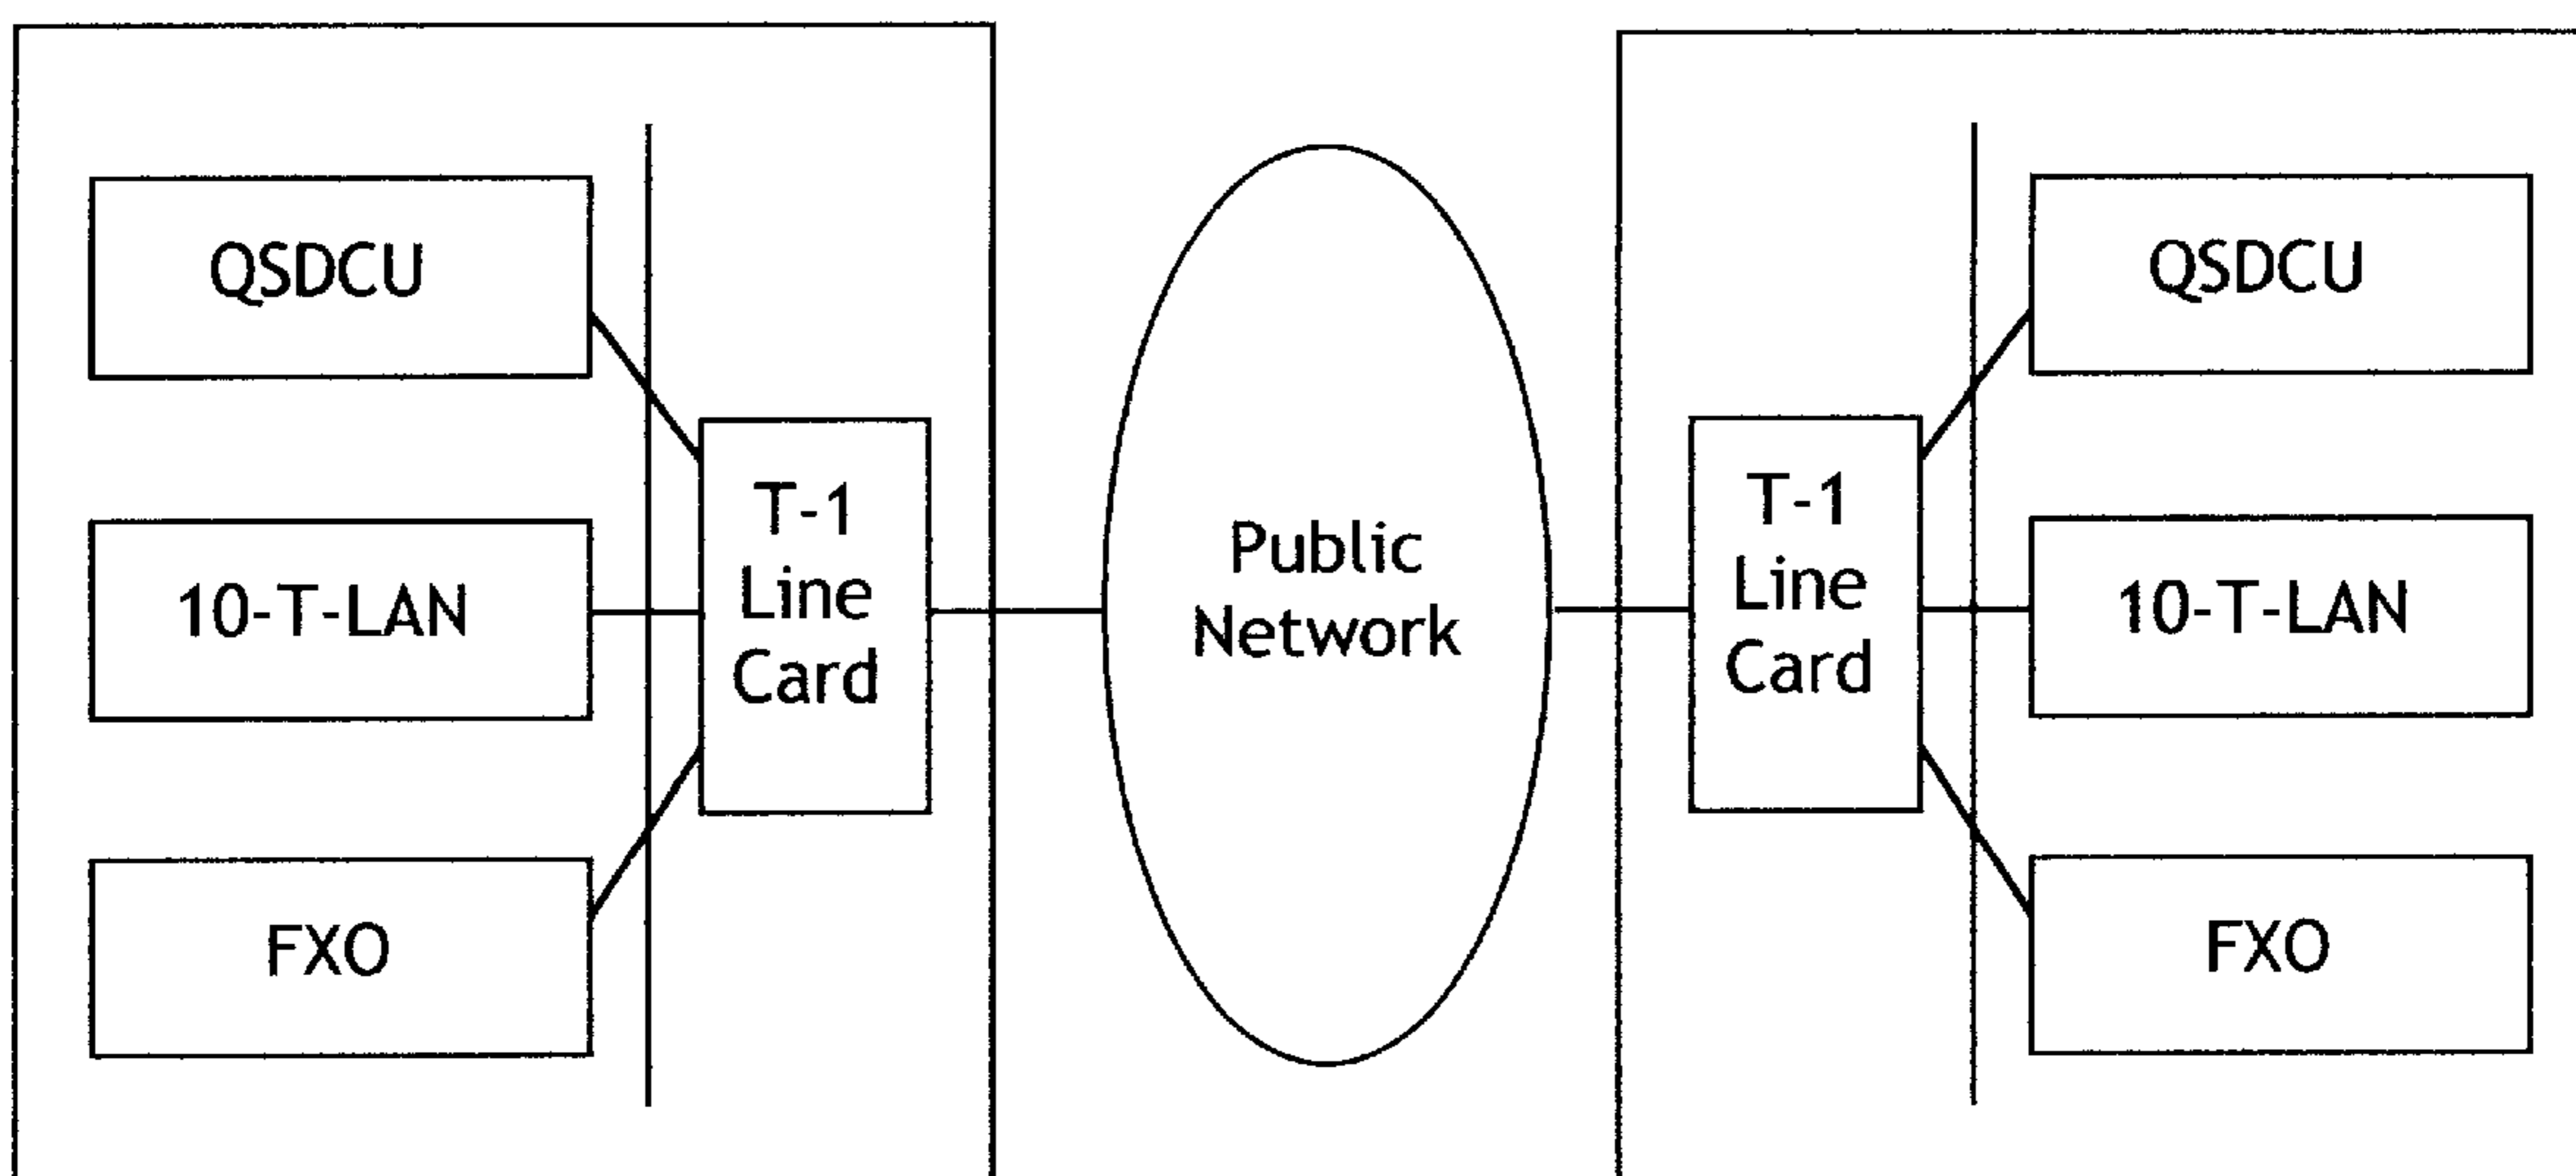 QSDCU
10-T-LAN
FXO
T-1
Line
Card
Public
Network
T-1
Line
Card
QSDCU
10-T-LAN
FXO